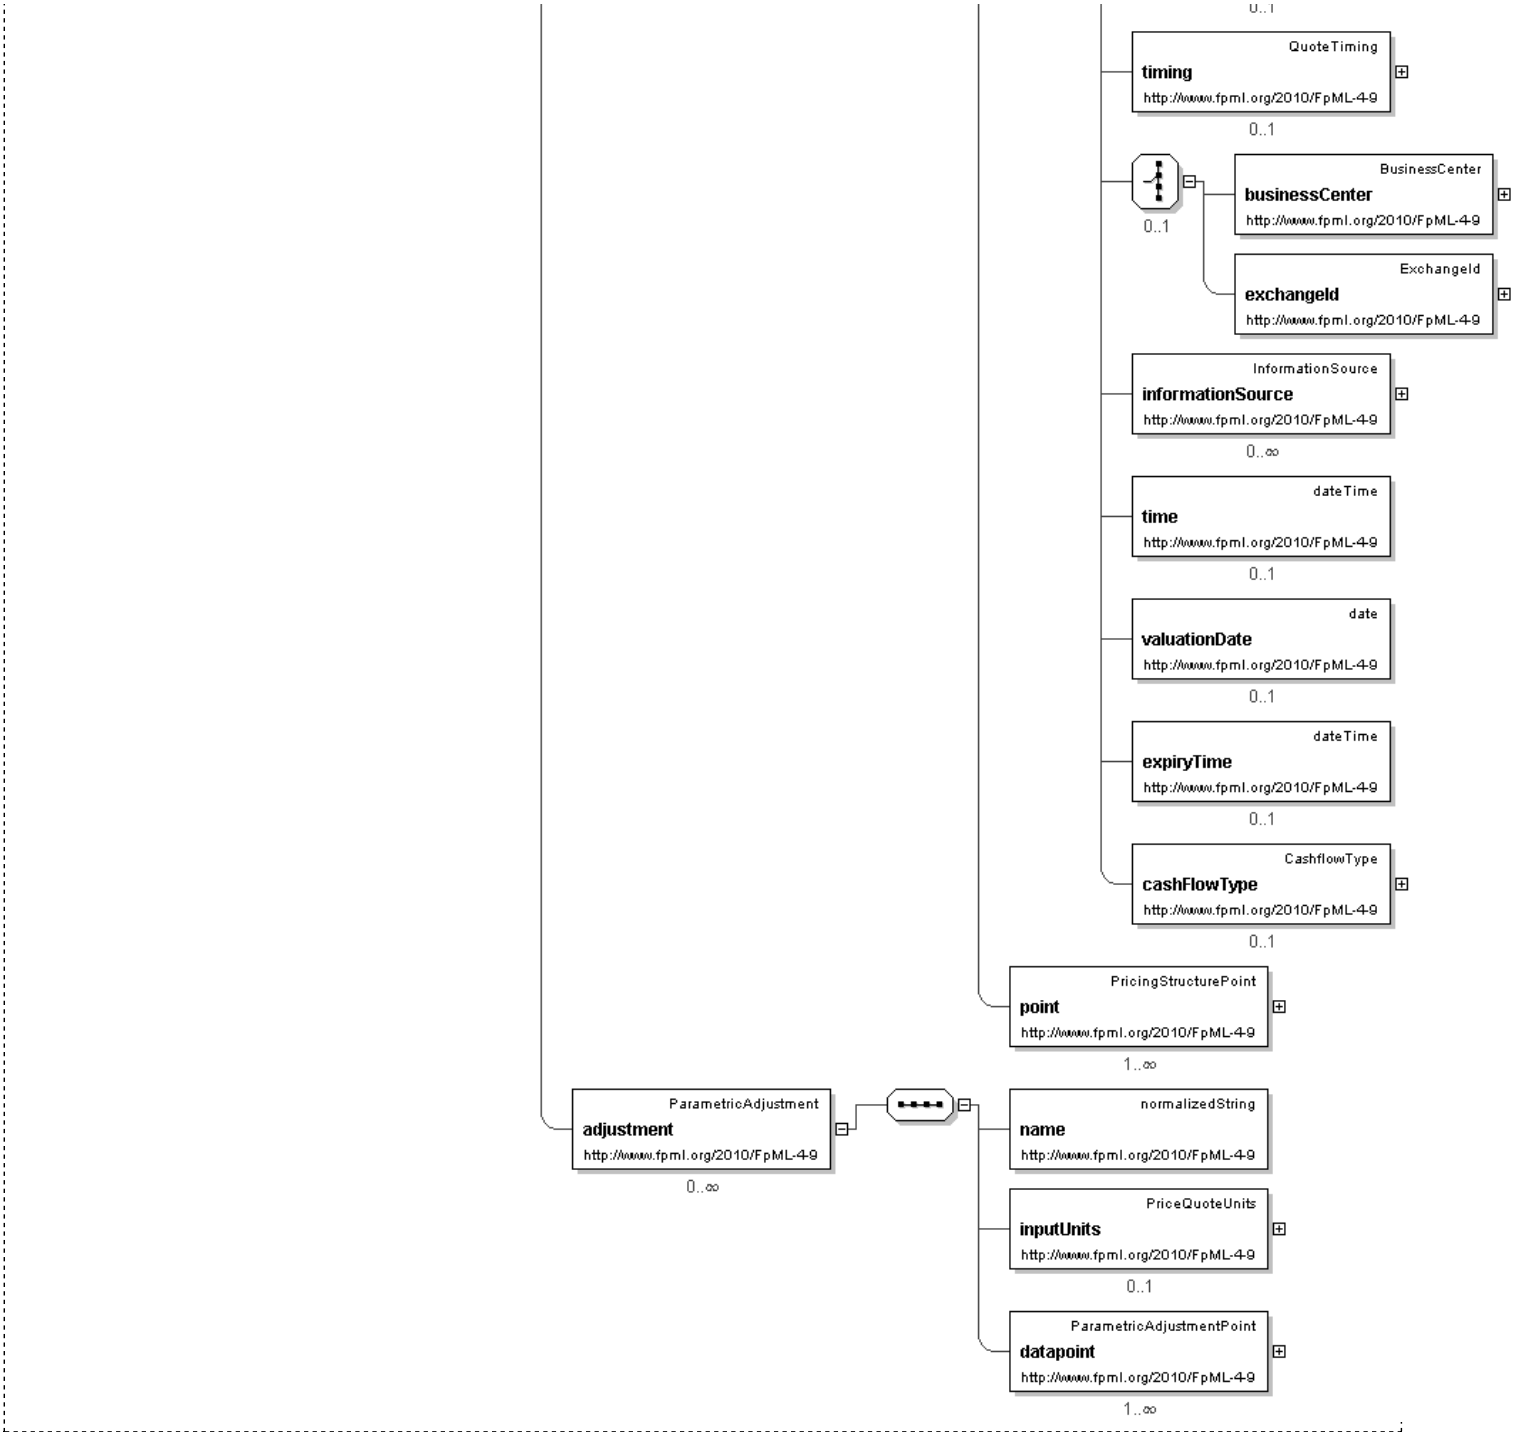 0..1
QuoteTiming
timing
http://www.fpml.org/2010/FpML-4-9
0..1
BusinessCenter
businessCenter
http://www.fpml.org/2010/FpML-4-9
0..1
ExchangeId
exchangeId
http://www.fpml.org/2010/FpML-4-9
InformationSource
informationSource
http://www.fpml.org/2010/FpML-4-9
0..∞
dateTime
time
http://www.fpml.org/2010/FpML-4-9
0..1
date
valuationDate
http://www.fpml.org/2010/FpML-4-9
0..1
dateTime
expiryTime
http://www.fpml.org/2010/FpML-4-9
0..1
CashflowType
cashFlowType
http://www.fpml.org/2010/FpML-4-9
0..1
PricingStructurePoint
point
http://www.fpml.org/2010/FpML-4-9
1..∞
ParametricAdjustment
adjustment
http://www.fpml.org/2010/FpML-4-9
0..∞
normalizedString
name
http://www.fpml.org/2010/FpML-4-9
PriceQuoteUnits
inputUnits
http://www.fpml.org/2010/FpML-4-9
0..1
ParametricAdjustmentPoint
datapoint
http://www.fpml.org/2010/FpML-4-9
1..∞